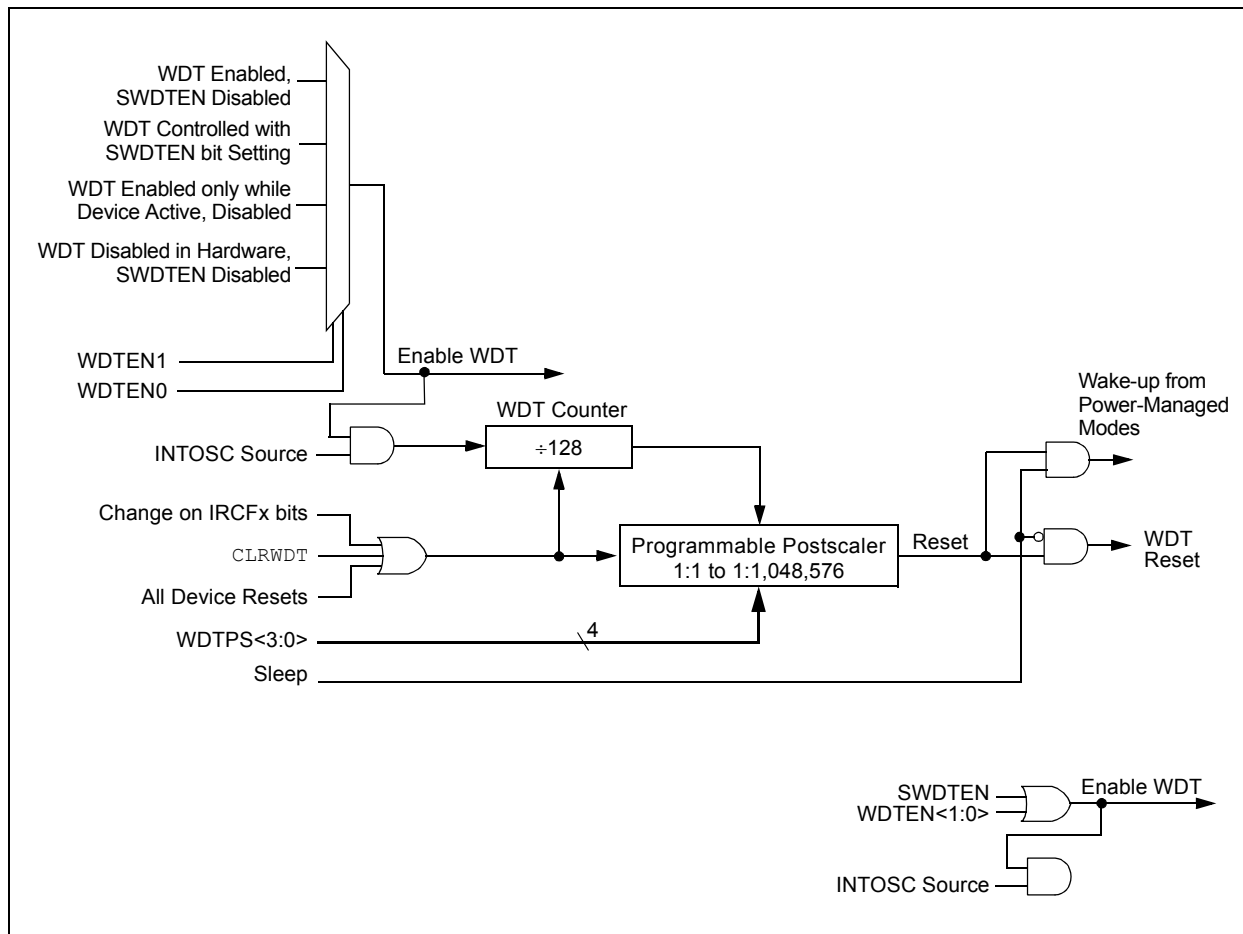 WDT Enabled,
SWDTEN Disabled
WDT Controlled with
SWDTEN bit Setting
WDT Enabled only while
Device Active, Disabled
WDT Disabled in Hardware,
SWDTEN Disabled
WDTEN1
WDTEN0
Enable WDT
WDT Counter
÷128
INTOSC Source
Wake-up from
Power-Managed
Modes
Change on IRCFx bits
CLRWDT
All Device Resets
Programmable Postscaler
1:1 to 1:1,048,576
Reset
WDT
Reset
WDTPS<3:0>
4
Sleep
SWDTEN
WDTEN<1:0>
Enable WDT
INTOSC Source